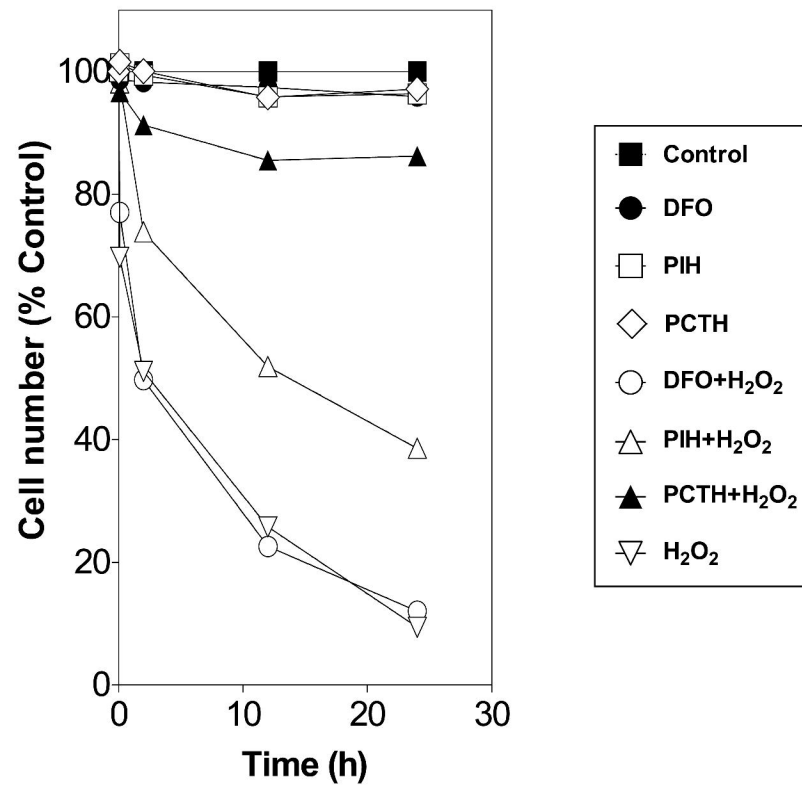 Cell number (% Control)
100
80
60
40
20
0
0 10 20 30
Time (h)
Control
DFO
PIH
PCTH
DFO+H₂O₂
PIH+H₂O₂
PCTH+H₂O₂
H₂O₂